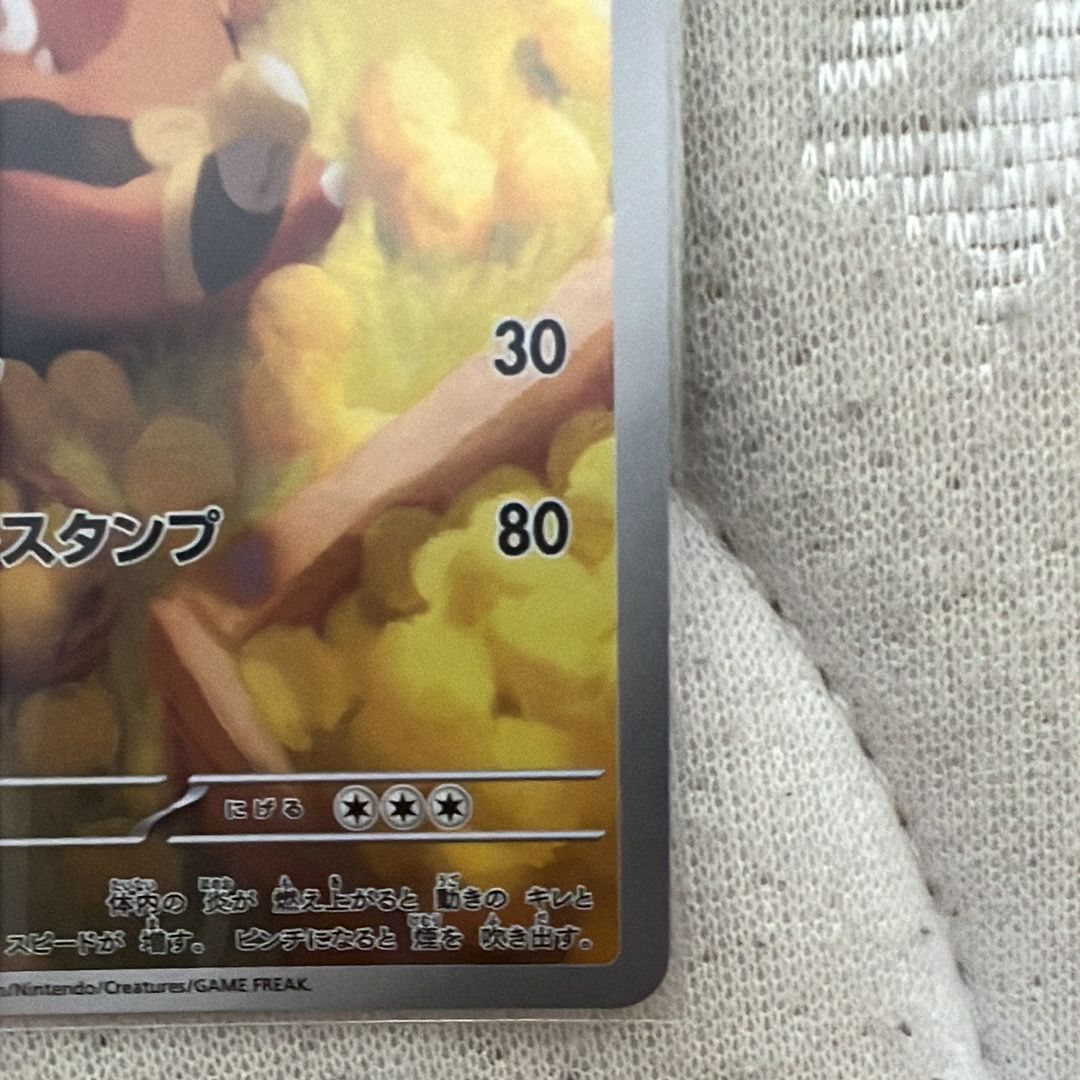 30
スタンプ 80
にげる
体内の 炎が 燃え上がると 動きの キレと
スピードが 増す。 ピンチになると 煙を 吹き出す。
/Nintendo/Creatures/GAME FREAK.